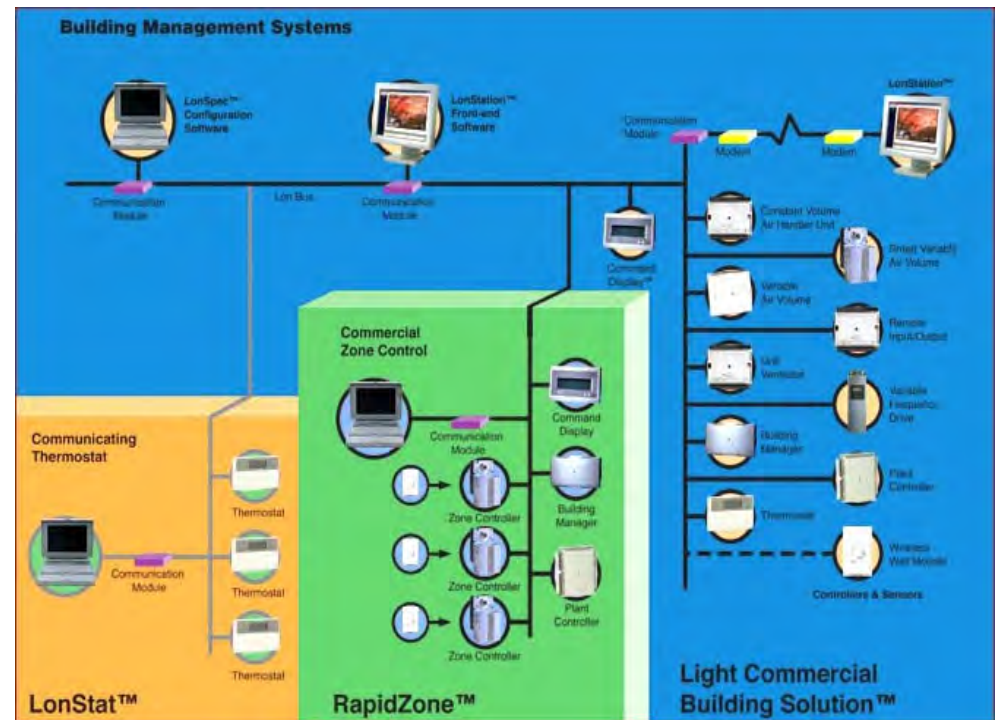 Building Management Systems
LonSpec™
Configuration
Software
LonStation™
Front-end
Software
LonStation™
Communication
Module
Modem
Modem
Communication
Module
Lon Bus
Communication
Module
Command
Display™
Constant Volume
Air Handler Unit
Air Volume
Variable
Air Volume
Remote
Input/Output
Unit
Ventilator
Variable
Frequency
Drive
Building
Manager
Plant
Controller
Thermostat
Wireless
Wall Module
Controllers & Sensors
Commercial
Zone Control
Communication
Module
Command
Display
Zone Controller
Building
Manager
Zone Controller
Zone Controller
Plant
Controller
Communicating
Thermostat
Thermostat
Communication
Module
Thermostat
Thermostat
LonStat™
RapidZone™
Light Commercial
Building Solution™